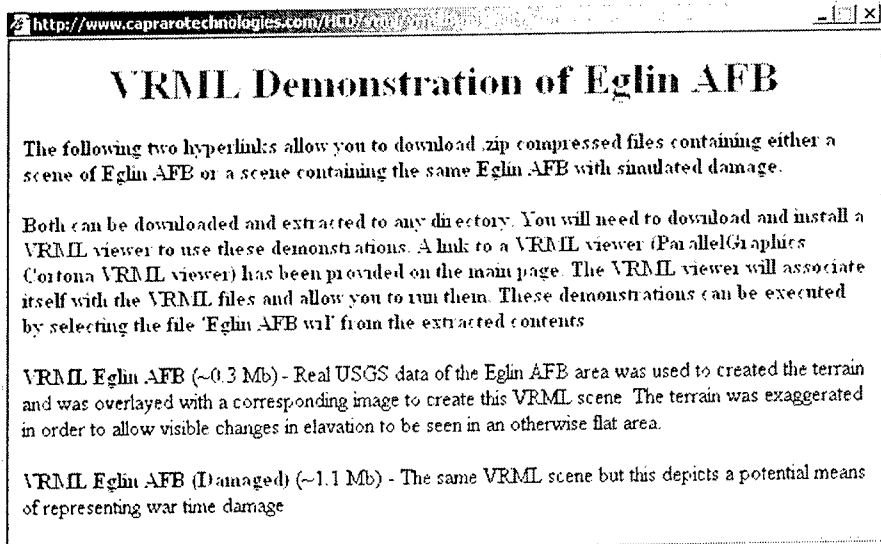 http://www.caprarotechnologies.com/HCD/
VRML Demonstration of Eglin AFB
The following two hyperlinks allow you to download .zip compressed files containing either a
scene of Eglin AFB or a scene containing the same Eglin AFB with simulated damage.
Both can be downloaded and extracted to any directory. You will need to download and install a
VRML viewer to use these demonstrations. A link to a VRML viewer (ParallelGraphics
Cortona VRML viewer) has been provided on the main page. The VRML viewer will associate
itself with the VRML files and allow you to run them. These demonstrations can be executed
by selecting the file 'Eglin AFB wrl' from the extracted contents
VRML Eglin AFB (~0.3 Mb) - Real USGS data of the Eglin AFB area was used to created the terrain
and was overlayed with a corresponding image to create this VRML scene The terrain was exaggerated
in order to allow visible changes in elavation to be seen in an otherwise flat area.
VRML Eglin AFB (Damaged) (~1.1 Mb) - The same VRML scene but this depicts a potential means
of representing war time damage